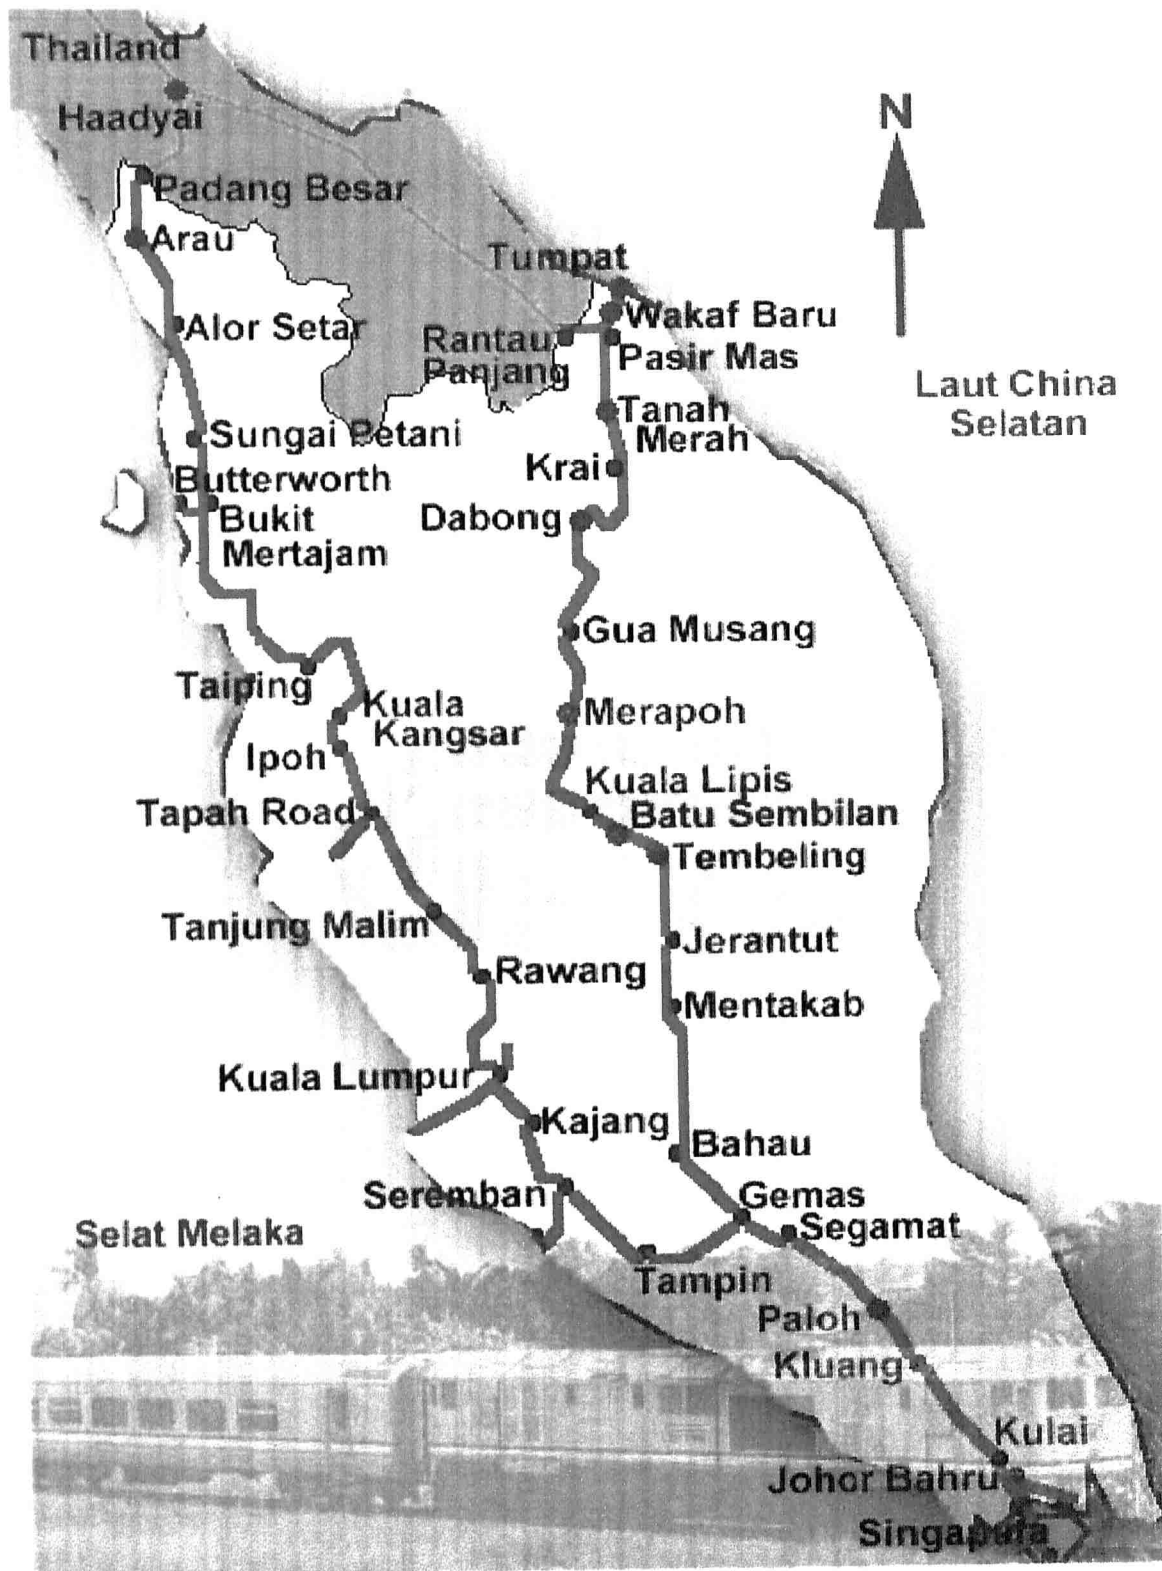 Thailand
Haadyai
N
Padang Besar
Arau
Tumpat
Wakaf Baru
Alor Setar
Rantau
Panjang
Pasir Mas
Laut China
Selatan
Tanah
Merah
Sungai Petani
Krai
Butterworth
Bukit
Mertajam
Dabong
Gua Musang
Taiping
Kuala
Kangsar
Merapoh
Ipoh
Kuala Lipis
Tapah Road
Batu Sembilan
Tembeling
Tanjung Malim
Jerantut
Rawang
Mentakab
Kuala Lumpur
Kajang
Bahau
Seremban
Gemas
Selat Melaka
Segamat
Tampin
Paloh
Kluang
Kulai
Johor Bahru
Singapura